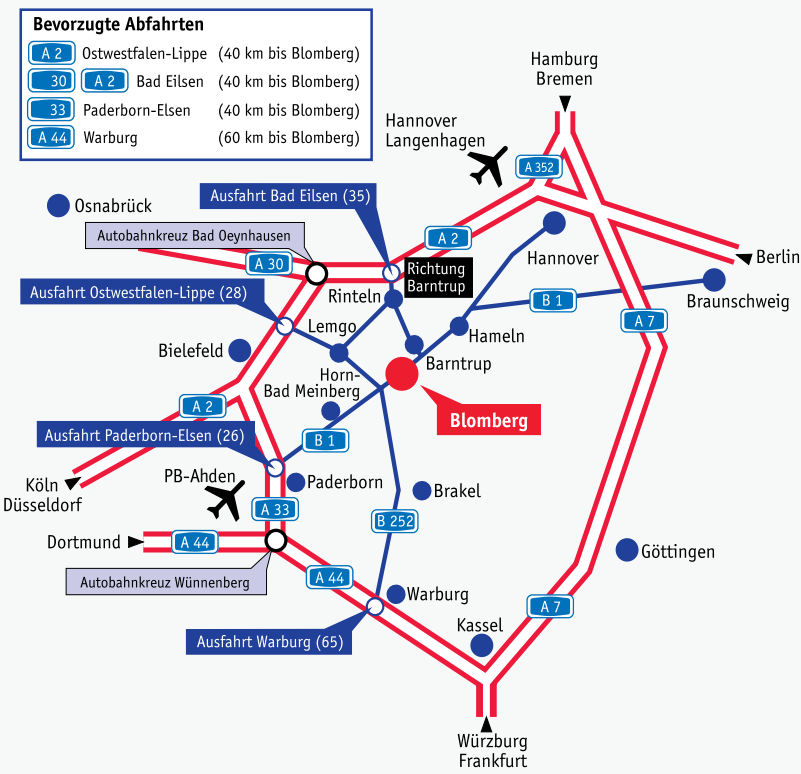 Bevorzugte Abfahrten
A 2 Ostwestfalen-Lippe (40 km bis Blomberg)
30 A 2 Bad Eilsen (40 km bis Blomberg)
33 Paderborn-Elsen (40 km bis Blomberg)
A 44 Warburg (60 km bis Blomberg)
Hamburg
Bremen
Hannover
Langenhagen
A 352
Ausfahrt Bad Eilsen (35)
Osnabrück
Autobahnkreuz Bad Oeynhausen
A 2
Hannover
Berlin
A 30
Richtung
Barntrup
Ausfahrt Ostwestfalen-Lippe (28)
Rinteln
B 1
Braunschweig
Lemgo
Hameln
A 7
Bielefeld
Barntrup
Horn-
Bad Meinberg
A 2
Blomberg
Ausfahrt Paderborn-Elsen (26)
B 1
PB-Ahden
Paderborn
Köln
Düsseldorf
Brakel
A 33
B 252
Dortmund
A 44
Göttingen
Autobahnkreuz Wünnenberg
A 44
Warburg
A 7
Kassel
Ausfahrt Warburg (65)
Würzburg
Frankfurt